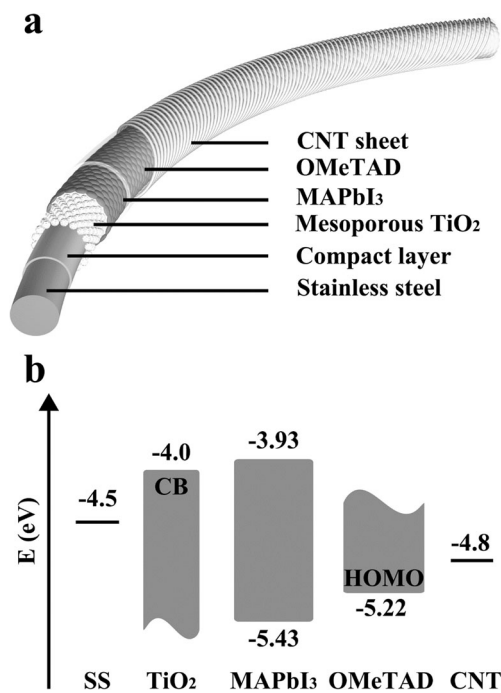 a
CNT sheet
OMeTAD
MAPbI₃
Mesoporous TiO₂
Compact layer
Stainless steel
b
E (eV)
-4.5
-4.0
CB
-3.93
-5.43
HOMO
-5.22
-4.8
SS TiO₂ MAPbI₃ OMeTAD CNT